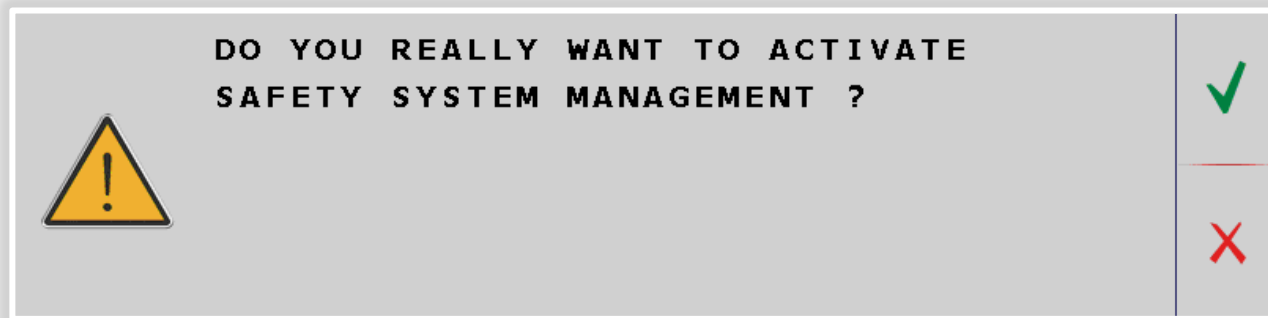 DO YOU REALLY WANT TO ACTIVATE
SAFETY SYSTEM MANAGEMENT ?